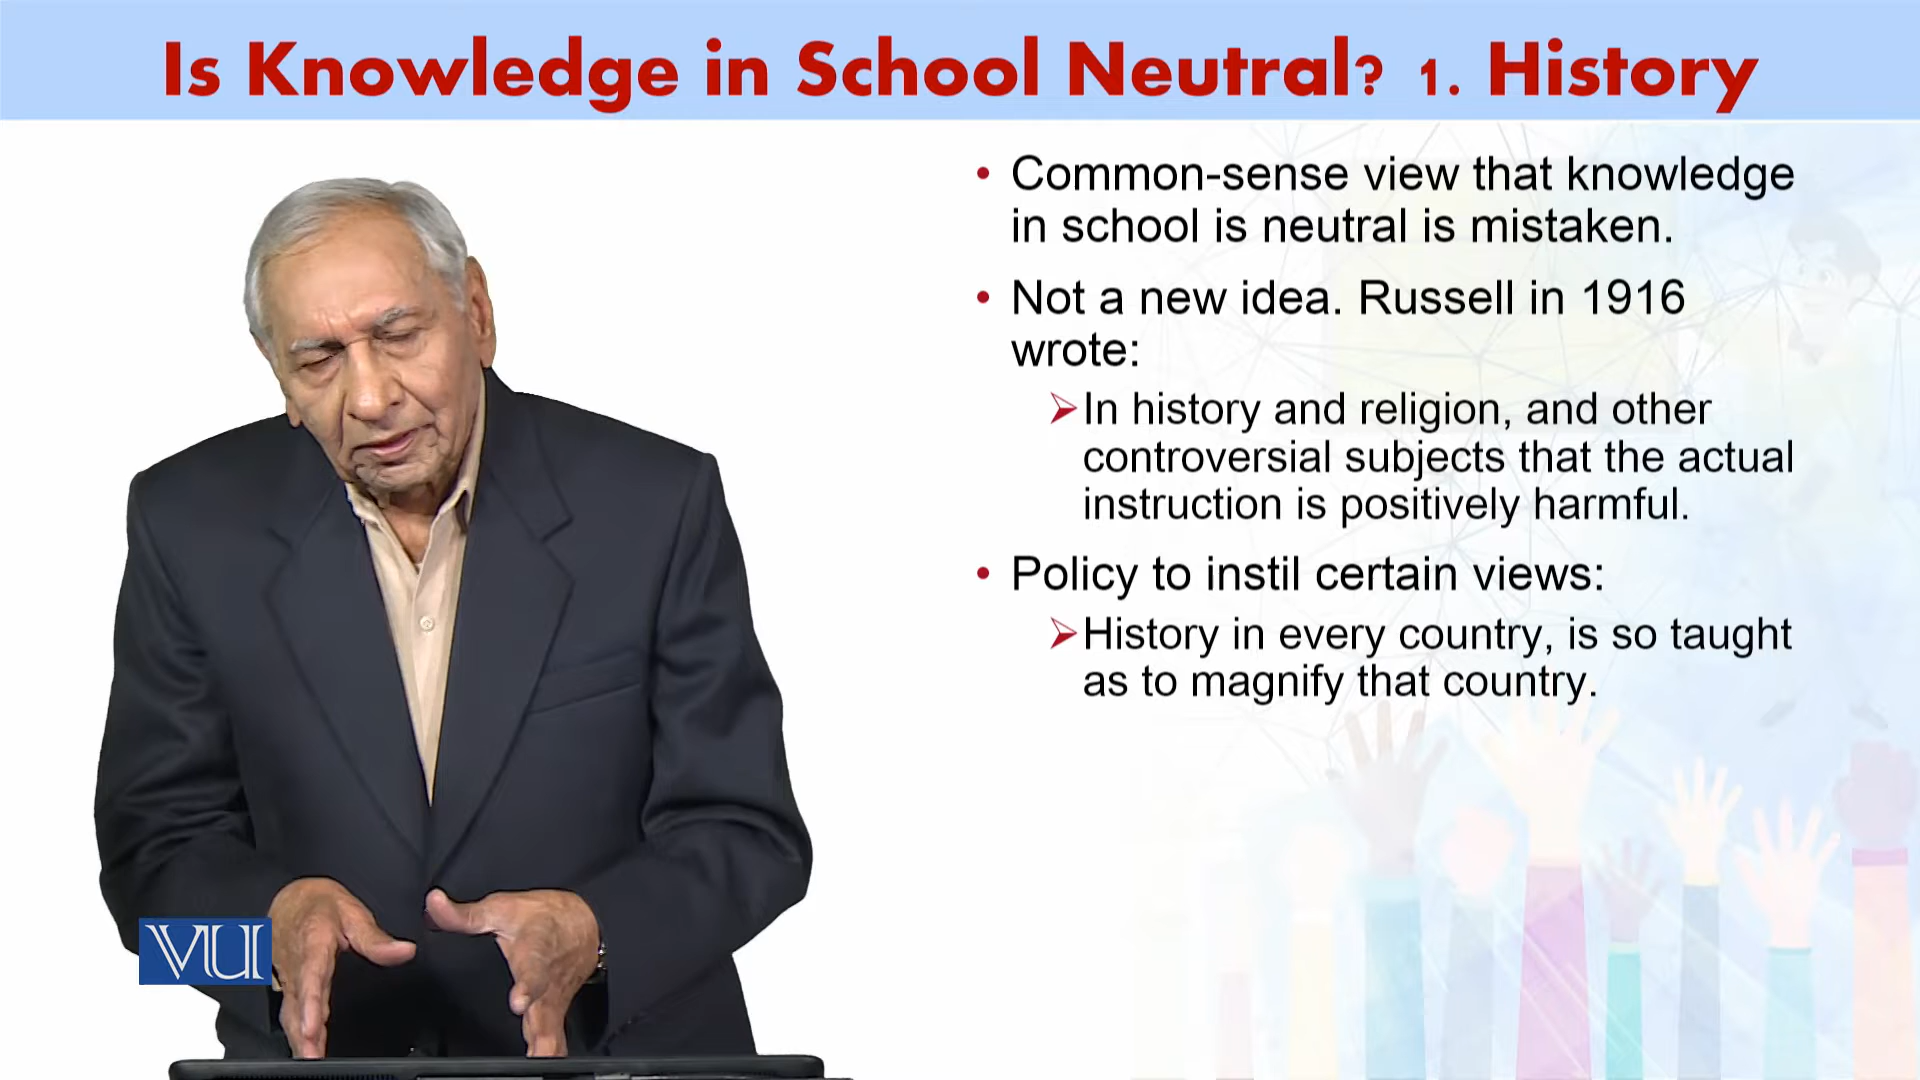 Is Knowledge in School Neutral? 1. History
• Common-sense view that knowledge
in school is neutral is mistaken.
• Not a new idea. Russell in 1916
wrote:
➢In history and religion, and other
controversial subjects that the actual
instruction is positively harmful.
• Policy to instil certain views:
➢History in every country, is so taught
as to magnify that country.
VU